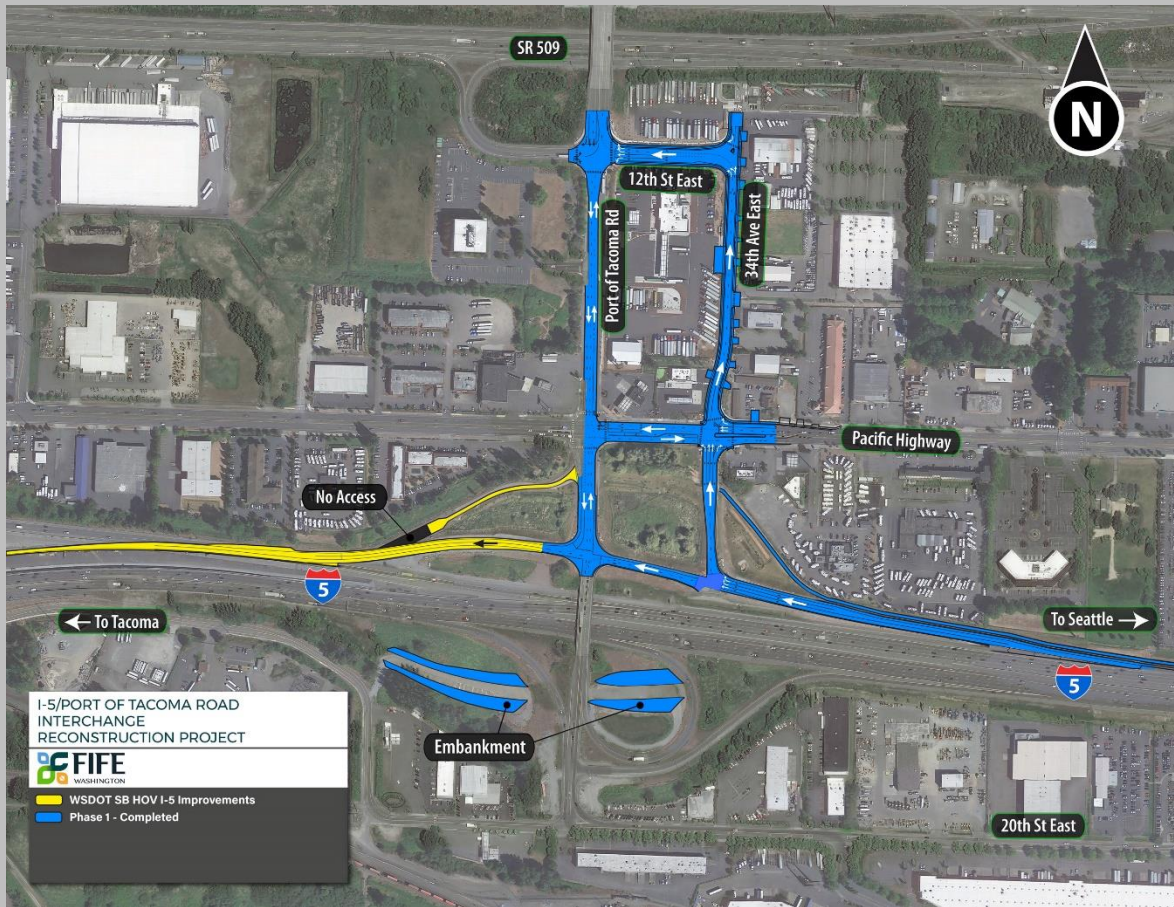 SR 509
N
12th St East
Port of Tacoma Rd
34th Ave East
Pacific Highway
No Access
5
To Tacoma
To Seattle
5
Embankment
I-5/PORT OF TACOMA ROAD
INTERCHANGE
RECONSTRUCTION PROJECT
FIFE
WASHINGTON
WSDOT SB HOV I-5 Improvements
Phase 1 - Completed
20th St East